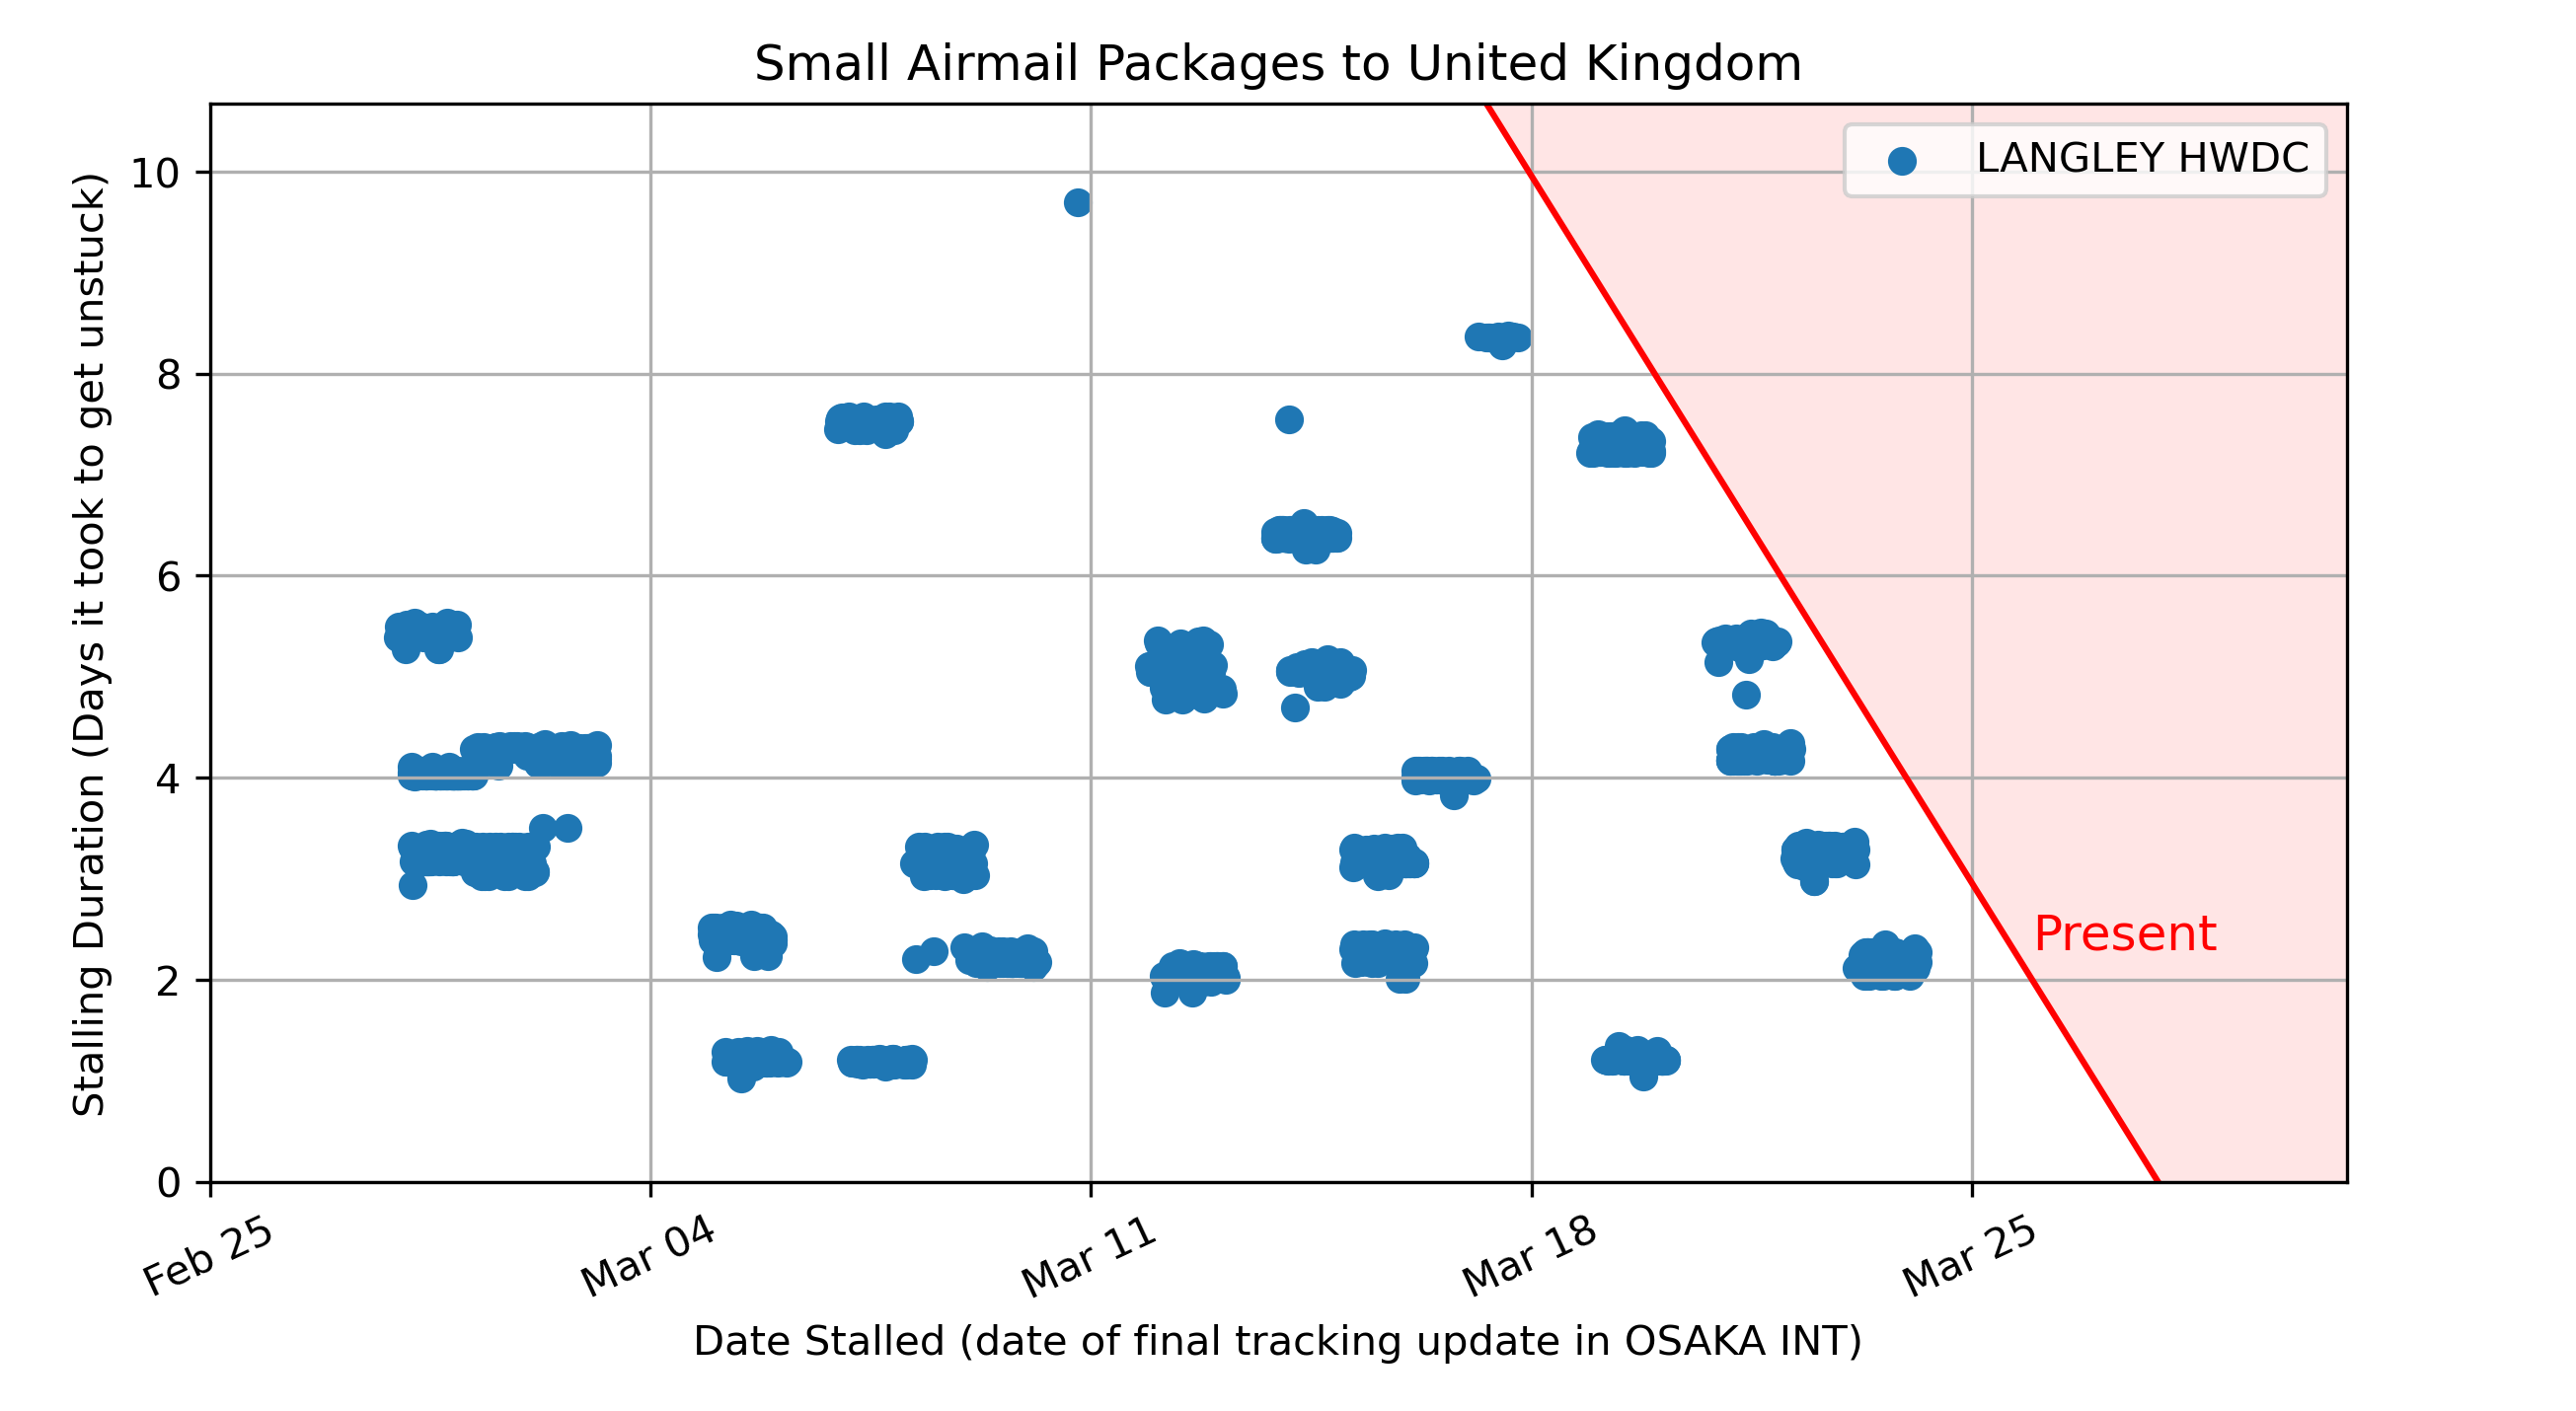 Small Airmail Packages to United Kingdom
LANGLEY HWDC
Stalling Duration (Days it took to get unstuck)
10
8
6
4
2
0
Present
Feb 25
Mar 04
Mar 11
Mar 18
Mar 25
Date Stalled (date of final tracking update in OSAKA INT)